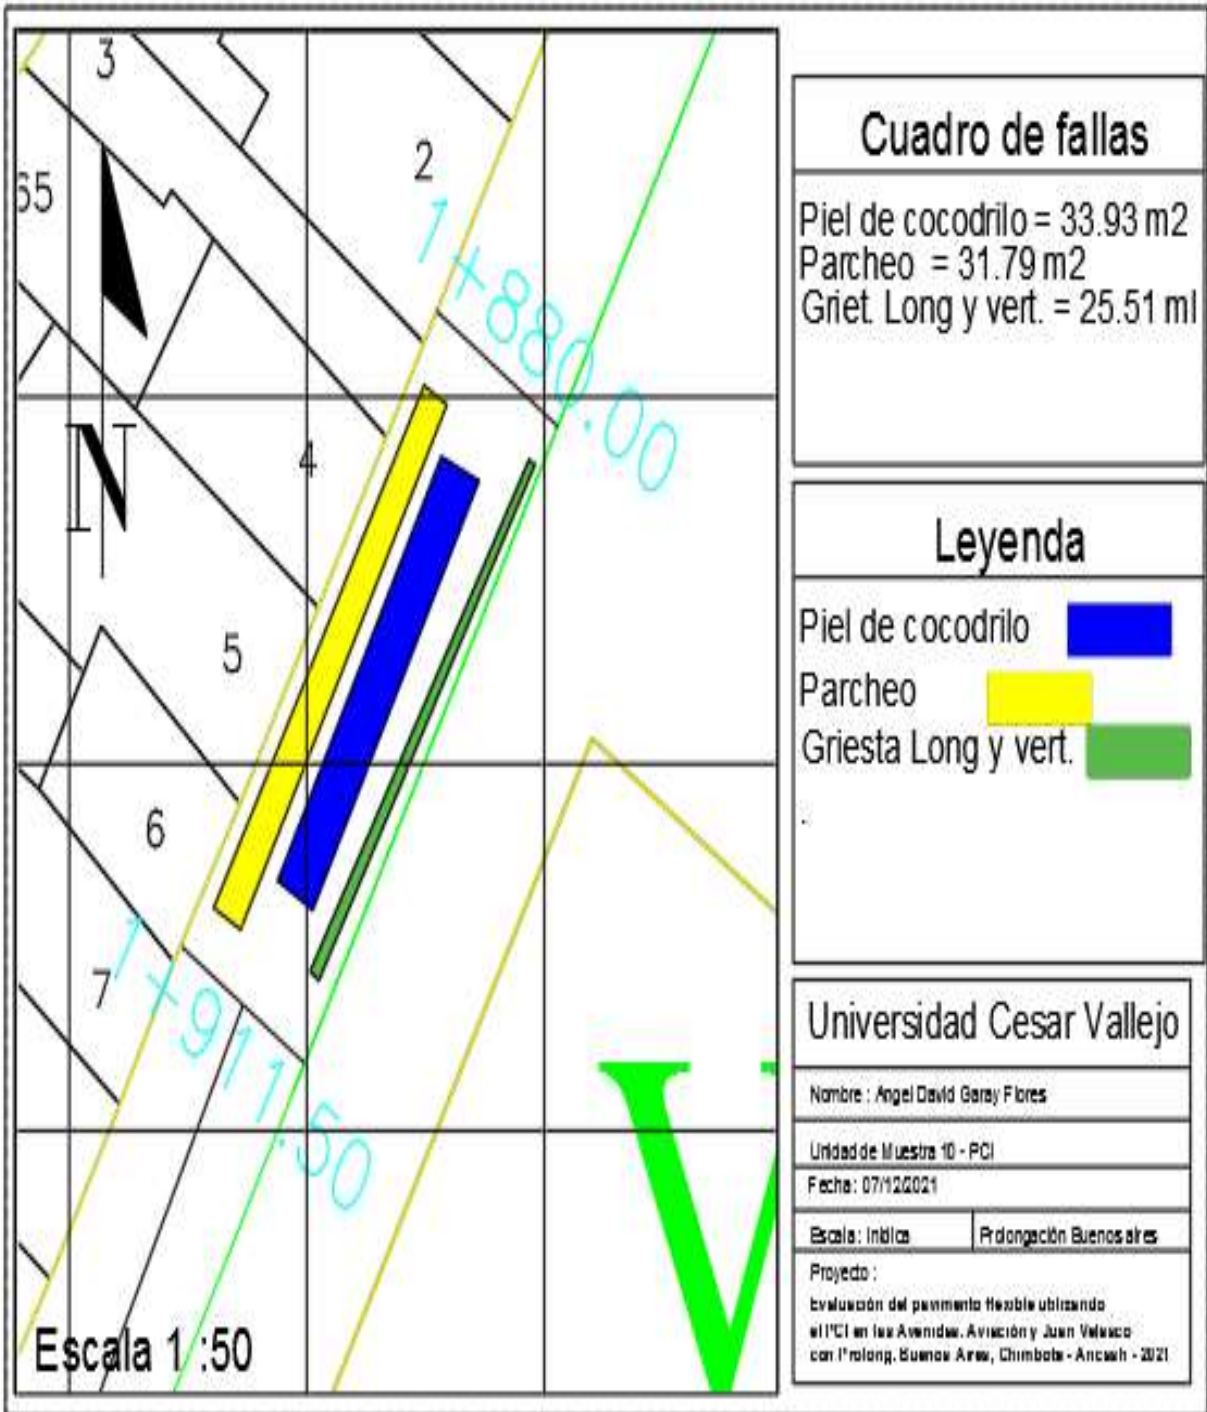 3
2
65
1+880.00
N
4
5
6
7
1+911.50
V
Escala 1 :50
Cuadro de fallas
Piel de cocodrilo = 33.93 m2
Parcheo = 31.79 m2
Griet. Long y vert. = 25.51 ml
Leyenda
Piel de cocodrilo
Parcheo
Griesta Long y vert.
.
Universidad Cesar Vallejo
Nombre : Angel David Garay Flores
Unidad de Muestra 10 - PCI
Fecha: 07/12/2021
Escala: Indica
Prolongación Buenos aires
Proyecto :
Evaluación del pavimento flexible utilizando
el PCI en las Avenidas. Aviación y Juan Velasco
con Prolong. Buenos Aires, Chimbote - Ancash - 2021